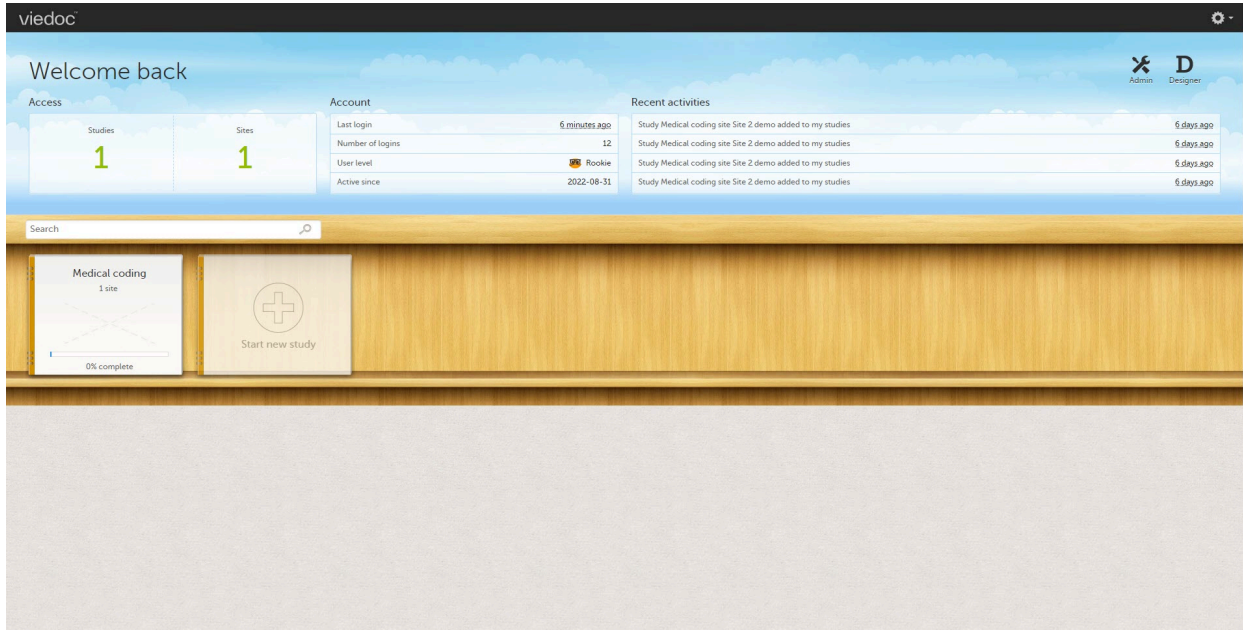 viedoc™
Welcome back
Admin
Designer
Access
Studies
Sites
1
1
Account
Last login 6 minutes ago
Number of logins 12
User level Rookie
Active since 2022-08-31
Recent activities
Study Medical coding site Site 2 demo added to my studies 6 days ago
Study Medical coding site Site 2 demo added to my studies 6 days ago
Study Medical coding site Site 2 demo added to my studies 6 days ago
Study Medical coding site Site 2 demo added to my studies 6 days ago
Search
Medical coding
1 site
0% complete
Start new study